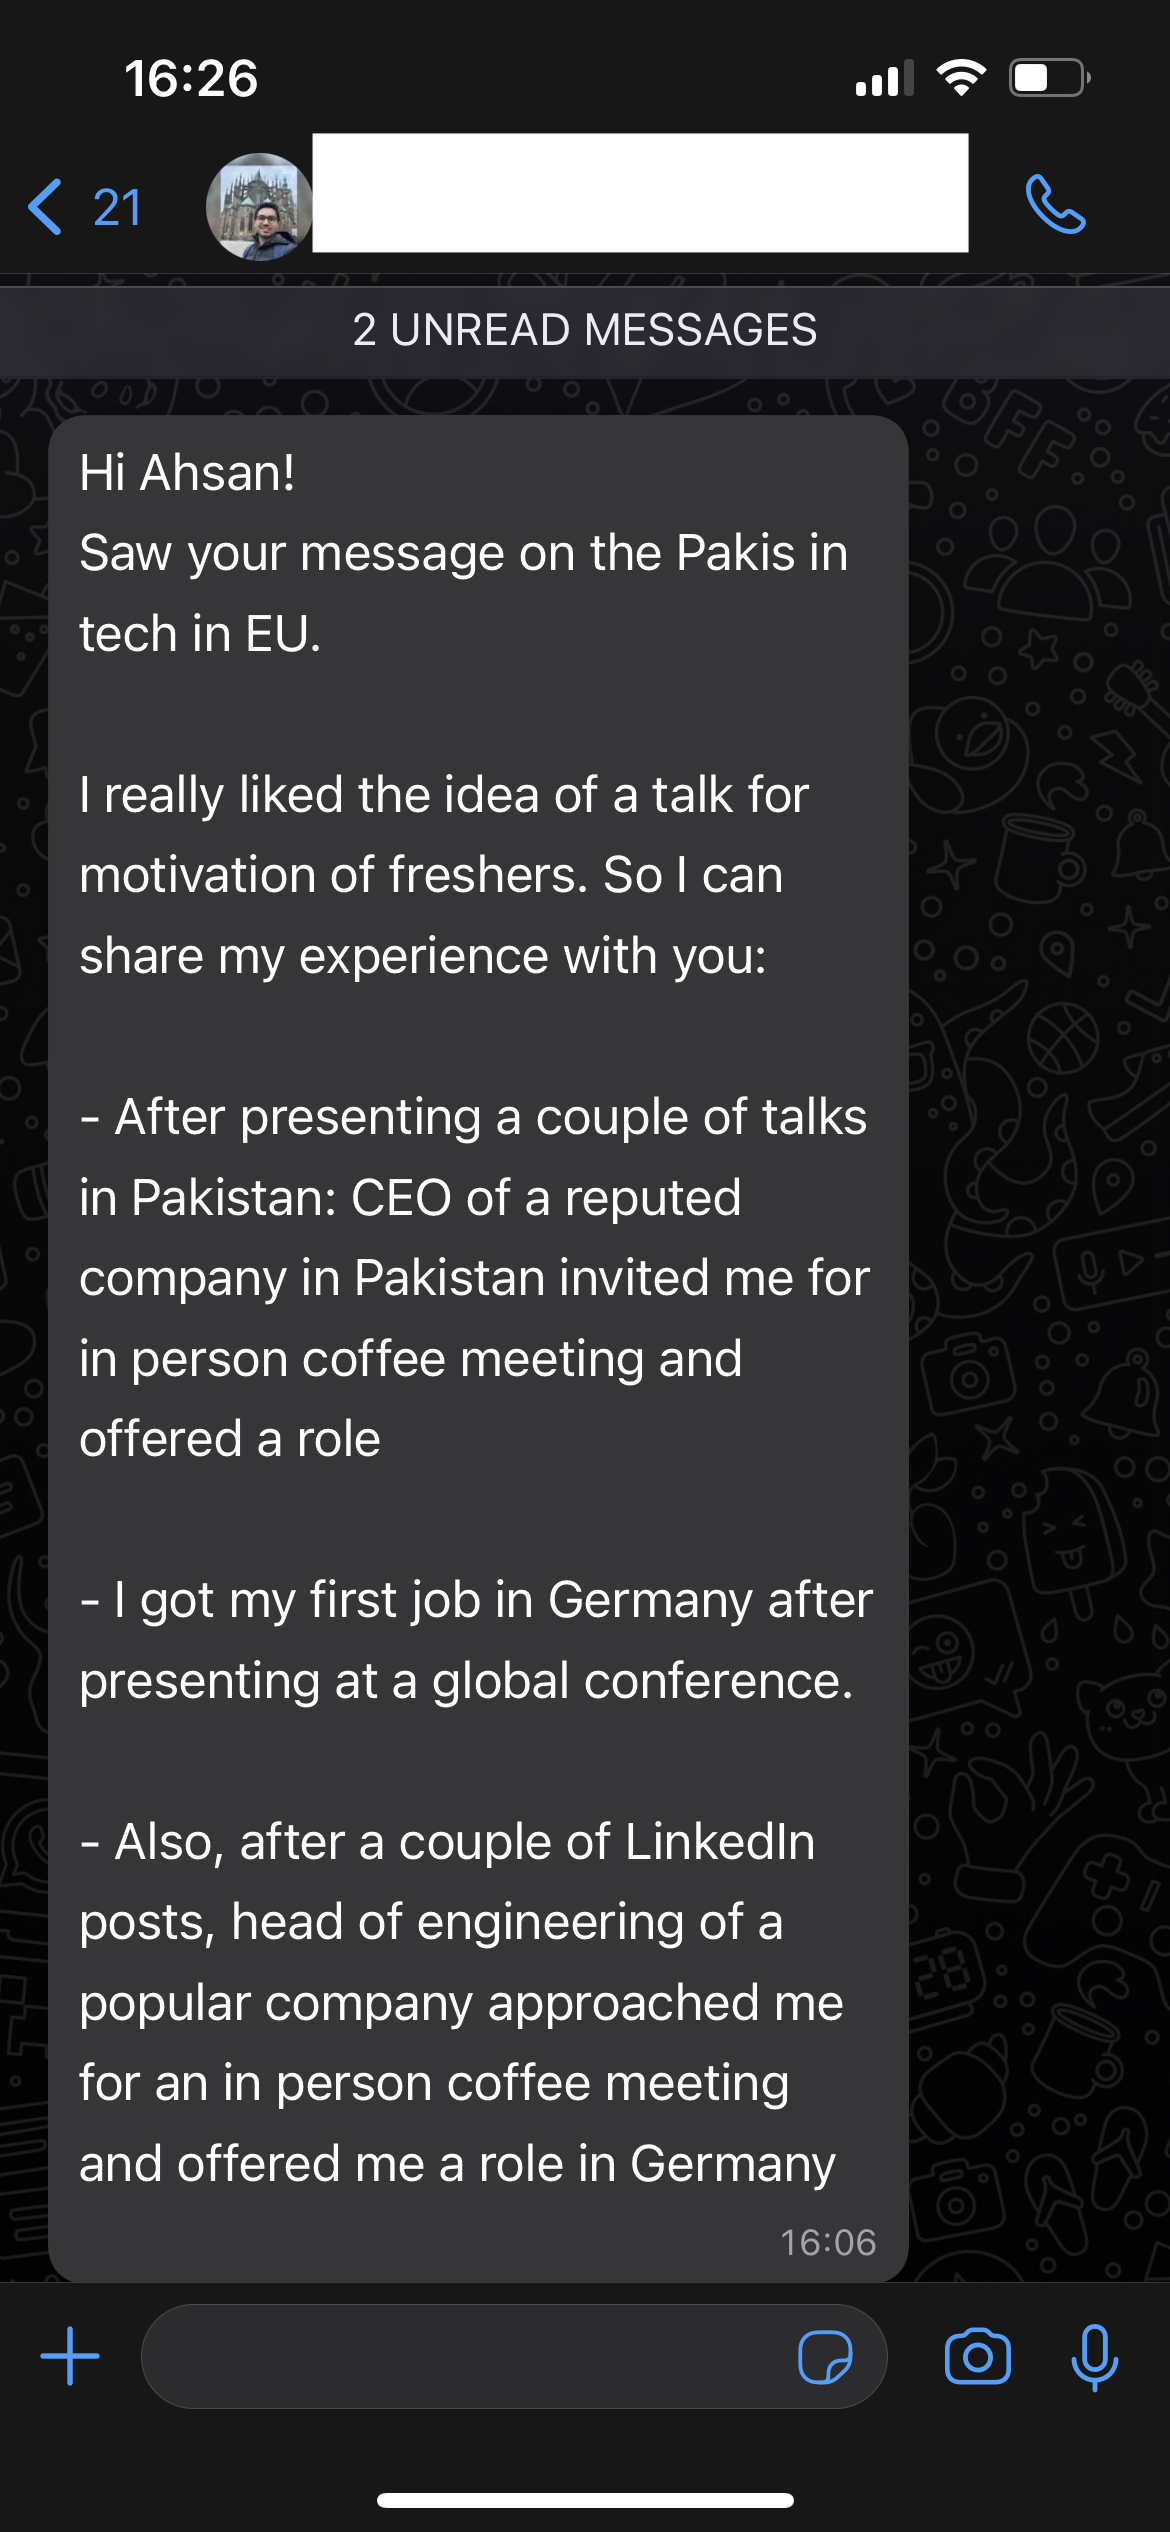 16:26
21
2 UNREAD MESSAGES
Hi Ahsan!
Saw your message on the Pakis in
tech in EU.
I really liked the idea of a talk for
motivation of freshers. So I can
share my experience with you:
- After presenting a couple of talks
in Pakistan: CEO of a reputed
company in Pakistan invited me for
in person coffee meeting and
offered a role
- I got my first job in Germany after
presenting at a global conference.
- Also, after a couple of LinkedIn
posts, head of engineering of a
popular company approached me
for an in person coffee meeting
and offered me a role in Germany
16:06
BFF
28